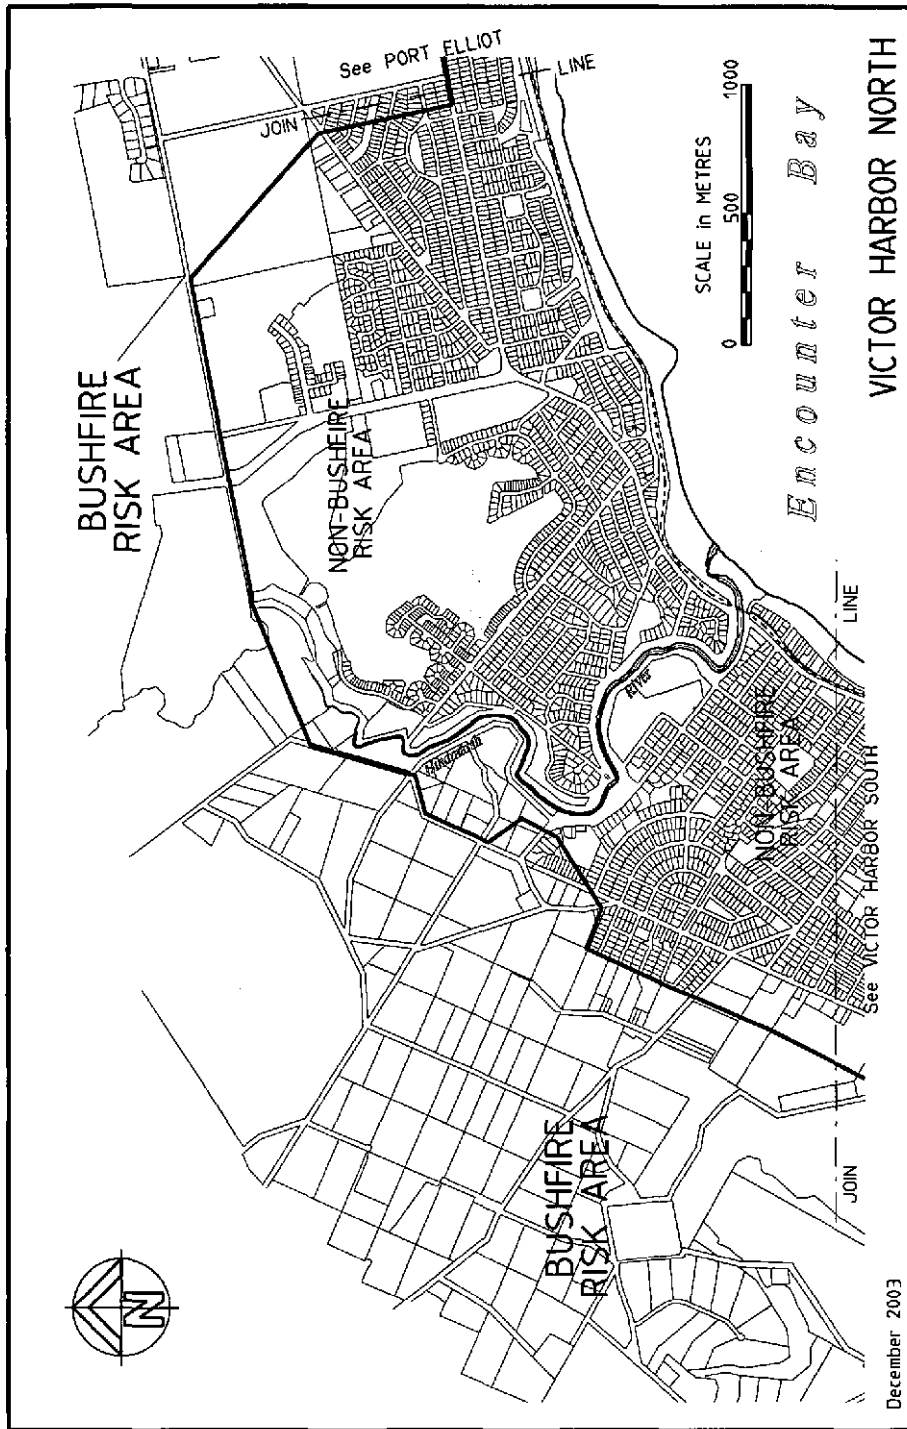 N
See PORT ELLIOT
JOIN
LINE
BUSHFIRE
RISK AREA
NON-BUSHFIRE
RISK AREA
SCALE in METRES
0 500 1000
Encounter Bay
River
NON-BUSHFIRE
RISK AREA
BUSHFIRE
RISK AREA
JOIN
LINE
See VICTOR HARBOR SOUTH
December 2003
VICTOR HARBOR NORTH